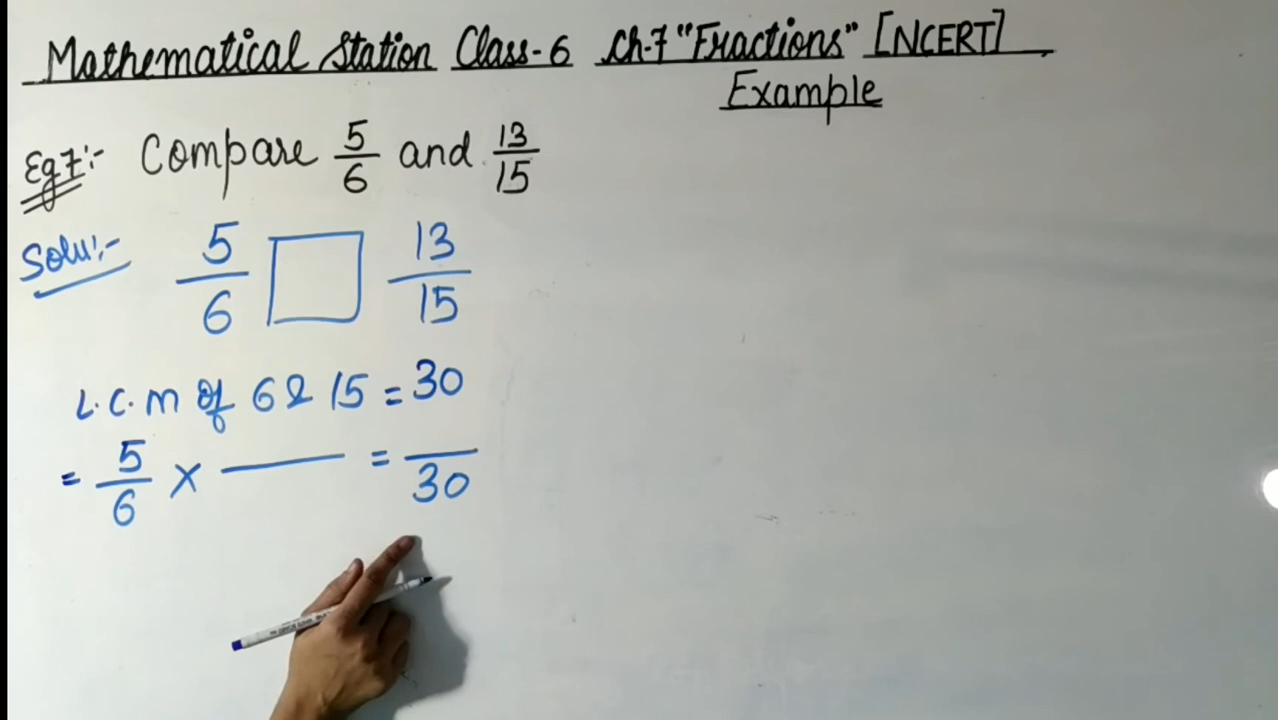 Mathematical Station Class-6 Ch-7 "Fractions" [NCERT]
Example
Eg 7:- Compare 5/6 and 13/15
Solu:- 5/6 □ 13/15
L.C.M of 6 & 15 = 30
= 5/6 × ― = ―/30